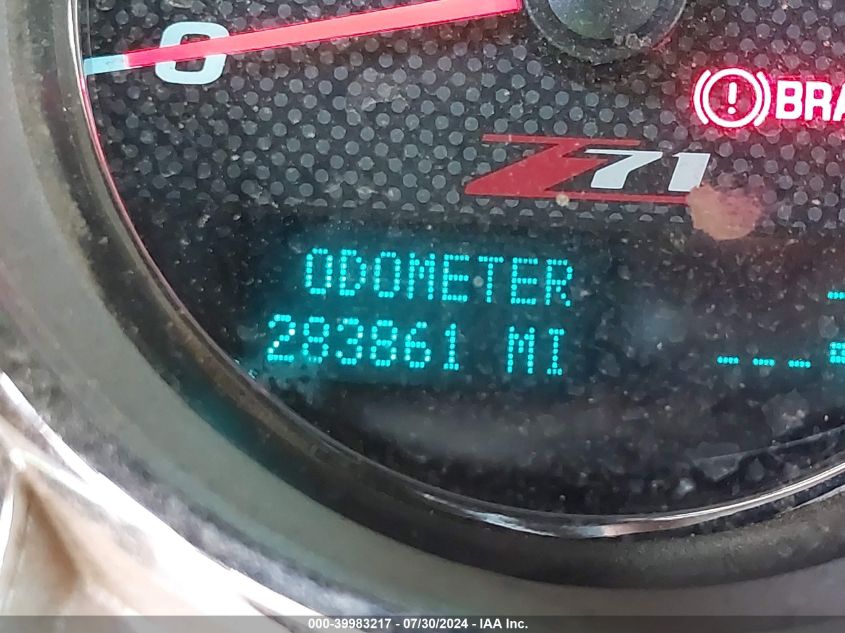 0
BRA
Z71
ODOMETER
283861 MI
000-39983217 - 07/30/2024 - IAA Inc.